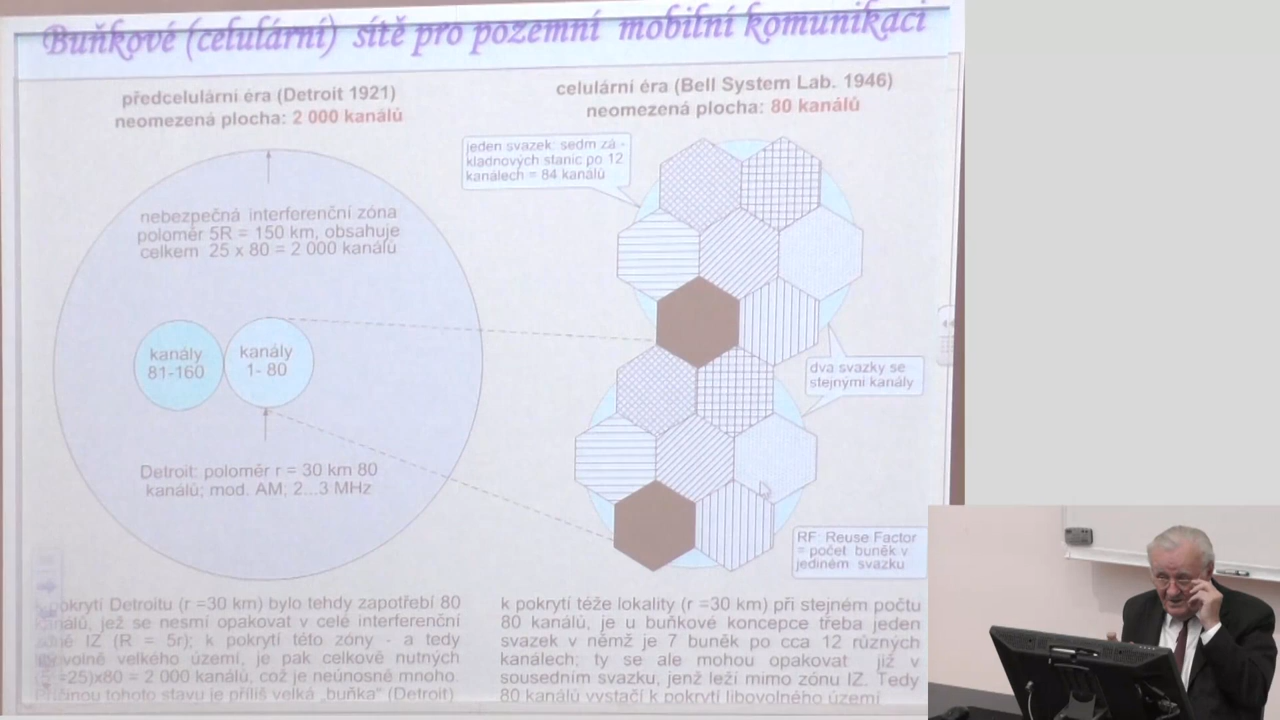 Buňkové (celulární) sítě pro pozemní mobilní komunikaci
předcelulární éra (Detroit 1921)
neomezená plocha: 2 000 kanálů
celulární éra (Bell System Lab. 1946)
neomezená plocha: 80 kanálů
jeden svazek: sedm zá -
kladnových stanic po 12
kanálech = 84 kanálů
nebezpečná interferenční zóna
poloměr 5R = 150 km, obsahuje
celkem 25 x 80 = 2 000 kanálů
kanály
81-160
kanály
1- 80
dva svazky se
stejnými kanály
Detroit: poloměr r = 30 km 80
kanálů; mod. AM; 2...3 MHz
RF: Reuse Factor
= počet buněk v
jediném svazku
pokrytí Detroitu (r =30 km) bylo tehdy zapotřebí 80
jež se nesmí opakovat v celé interferenční
IZ (R = 5r); k pokrytí této zóny - a tedy
velkého území, je pak celkově nutných
=25)x80 = 2 000 kanálů, což je neúnosně mnoho.
tohoto stavu je příliš velká „buňka" (Detroit)
k pokrytí téže lokality (r =30 km) při stejném počtu
80 kanálů, je u buňkové koncepce třeba jeden
svazek v němž je 7 buněk po cca 12 různých
kanálech; ty se ale mohou opakovat již v
sousedním svazku, jenž leží mimo zónu IZ. Tedy
80 kanálů vystačí k pokrytí libovolného území